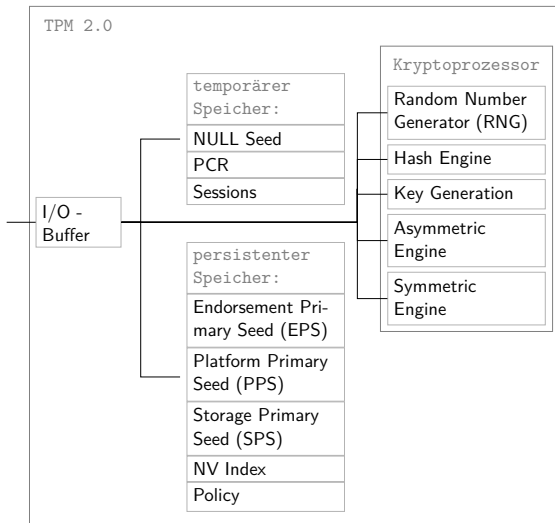 TPM 2.0
I/O -
Buffer
temporärer
Speicher:
NULL Seed
PCR
Sessions
persistenter
Speicher:
Endorsement Pri-
mary Seed (EPS)
Platform Primary
Seed (PPS)
Storage Primary
Seed (SPS)
NV Index
Policy
Kryptoprozessor
Random Number
Generator (RNG)
Hash Engine
Key Generation
Asymmetric
Engine
Symmetric
Engine